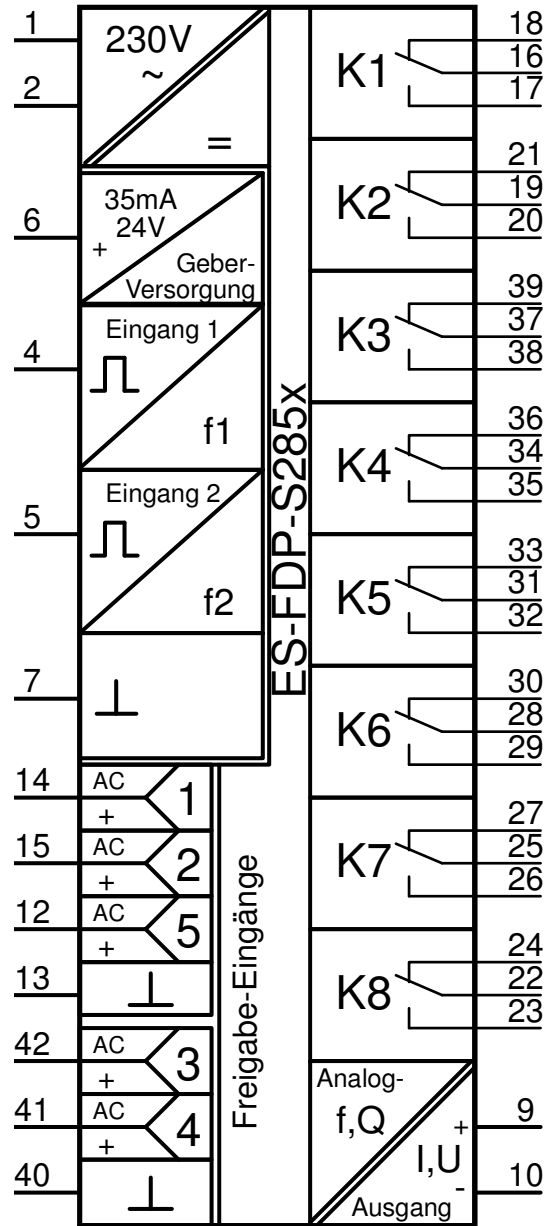 1
2
6
4
5
7
14
15
12
13
42
41
40
230V
~
=
35mA
24V
+
Geber-
Versorgung
Eingang 1
f1
Eingang 2
f2
AC
+
1
AC
+
2
AC
+
5
AC
+
3
AC
+
4
Freigabe-Eingänge
ES-FDP-S285x
K1
18
16
17
K2
21
19
20
K3
39
37
38
K4
36
34
35
K5
33
31
32
K6
30
28
29
K7
27
25
26
K8
24
22
23
Analog-
f,Q
I,U
+
-
Ausgang
9
10